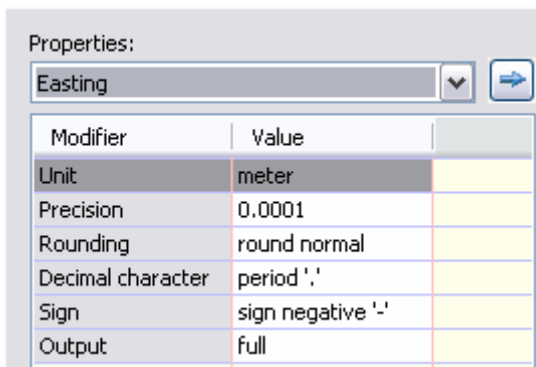 Properties:
Easting
Modifier Value
Unit meter
Precision 0.0001
Rounding round normal
Decimal character period '.'
Sign sign negative '-'
Output full